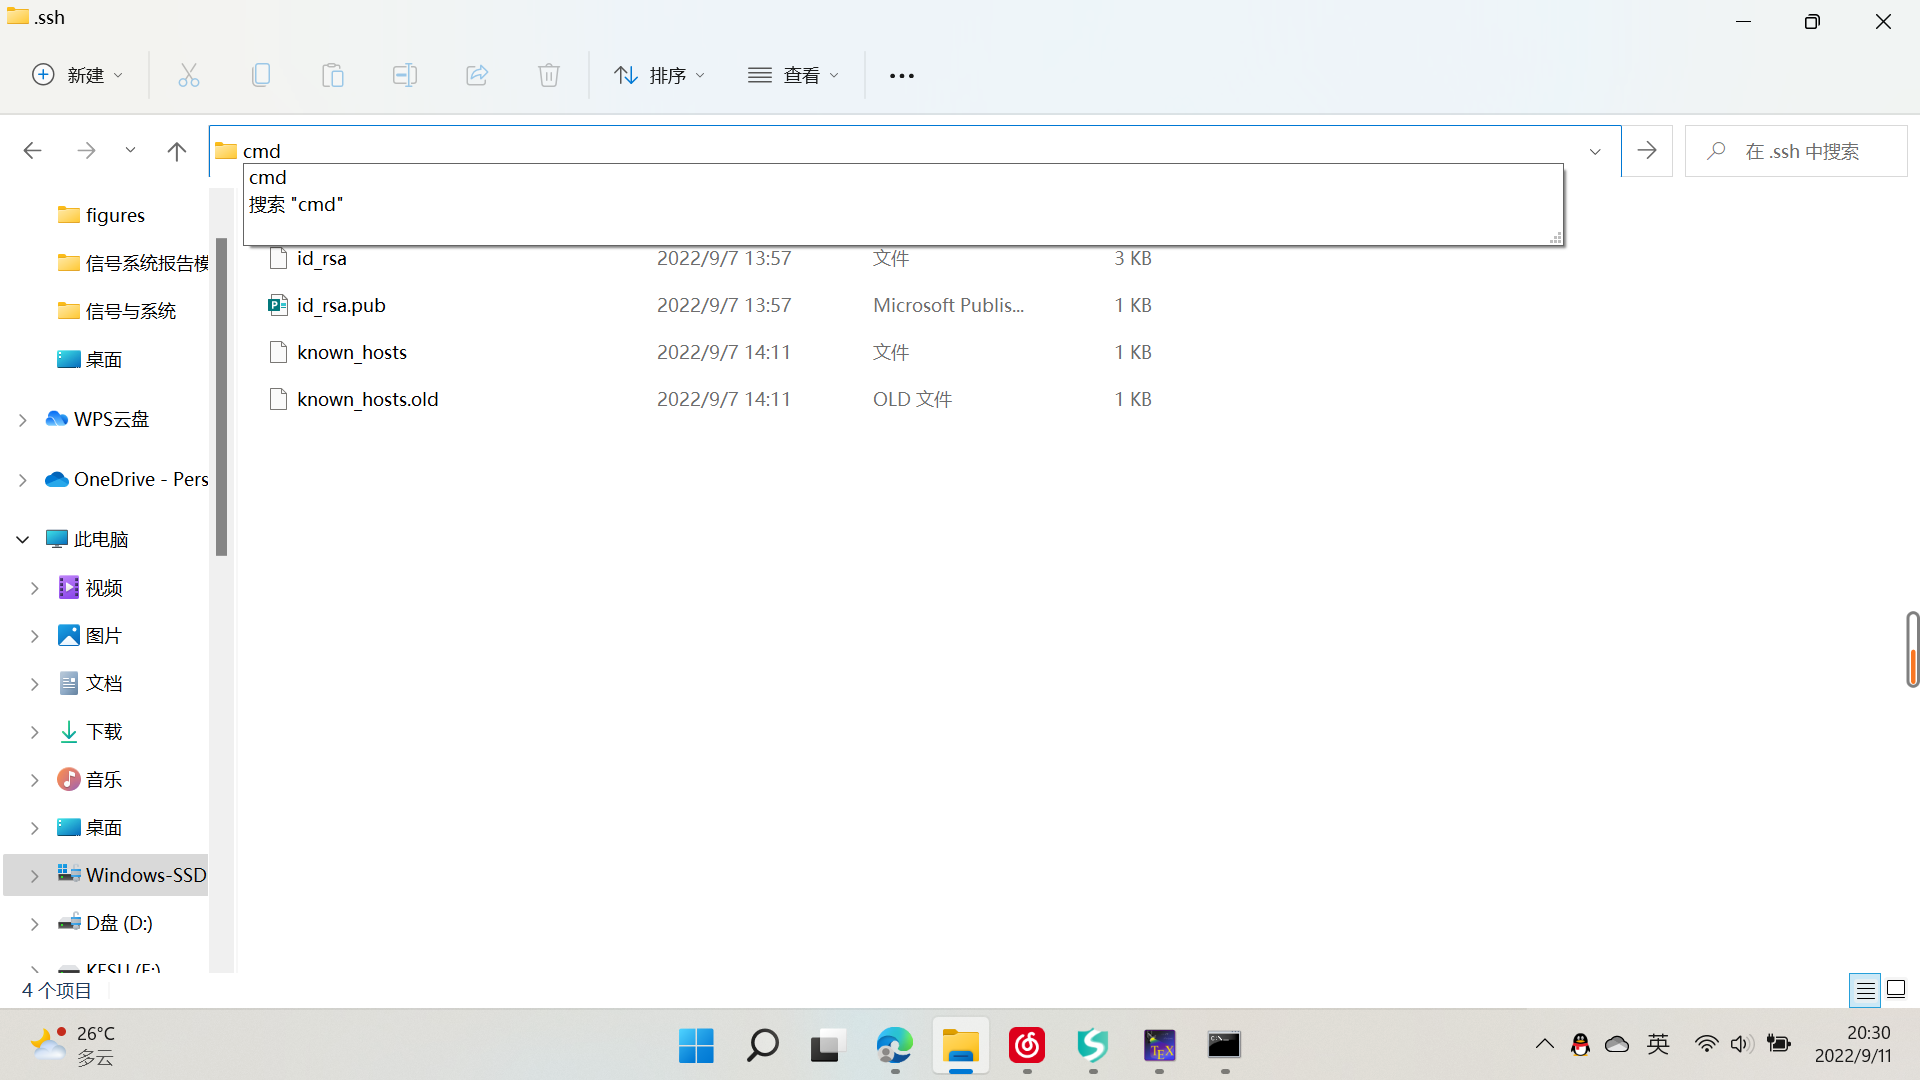 .ssh
新建
排序
查看
cmd
在 .ssh 中搜索
cmd
搜索 "cmd"
figures
信号系统报告模
信号与系统
桌面
WPS云盘
OneDrive - Pers
此电脑
视频
图片
文档
下载
音乐
桌面
Windows-SSD
D盘 (D:)
id_rsa 2022/9/7 13:57 文件 3 KB
id_rsa.pub 2022/9/7 13:57 Microsoft Publis... 1 KB
known_hosts 2022/9/7 14:11 文件 1 KB
known_hosts.old 2022/9/7 14:11 OLD 文件 1 KB
4 个项目
26°C
多云
TEX
英
20:30
2022/9/11